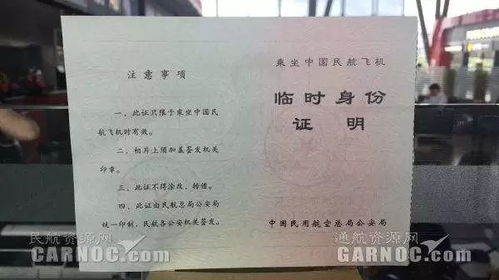 注意事项
一、此证只限于乘坐中国民
航飞机时有效。
二、相片上须加盖签发机关
印章。
三、此证不得涂改、转借。
四、此证由民航总局公安局
统一印制，民航各公安机关签发。
乘坐中国民航飞机
临时身份
证明
中国民用航空总局公安局
民航资源网
CARNOC.com
通航资源网
GARNOC.com